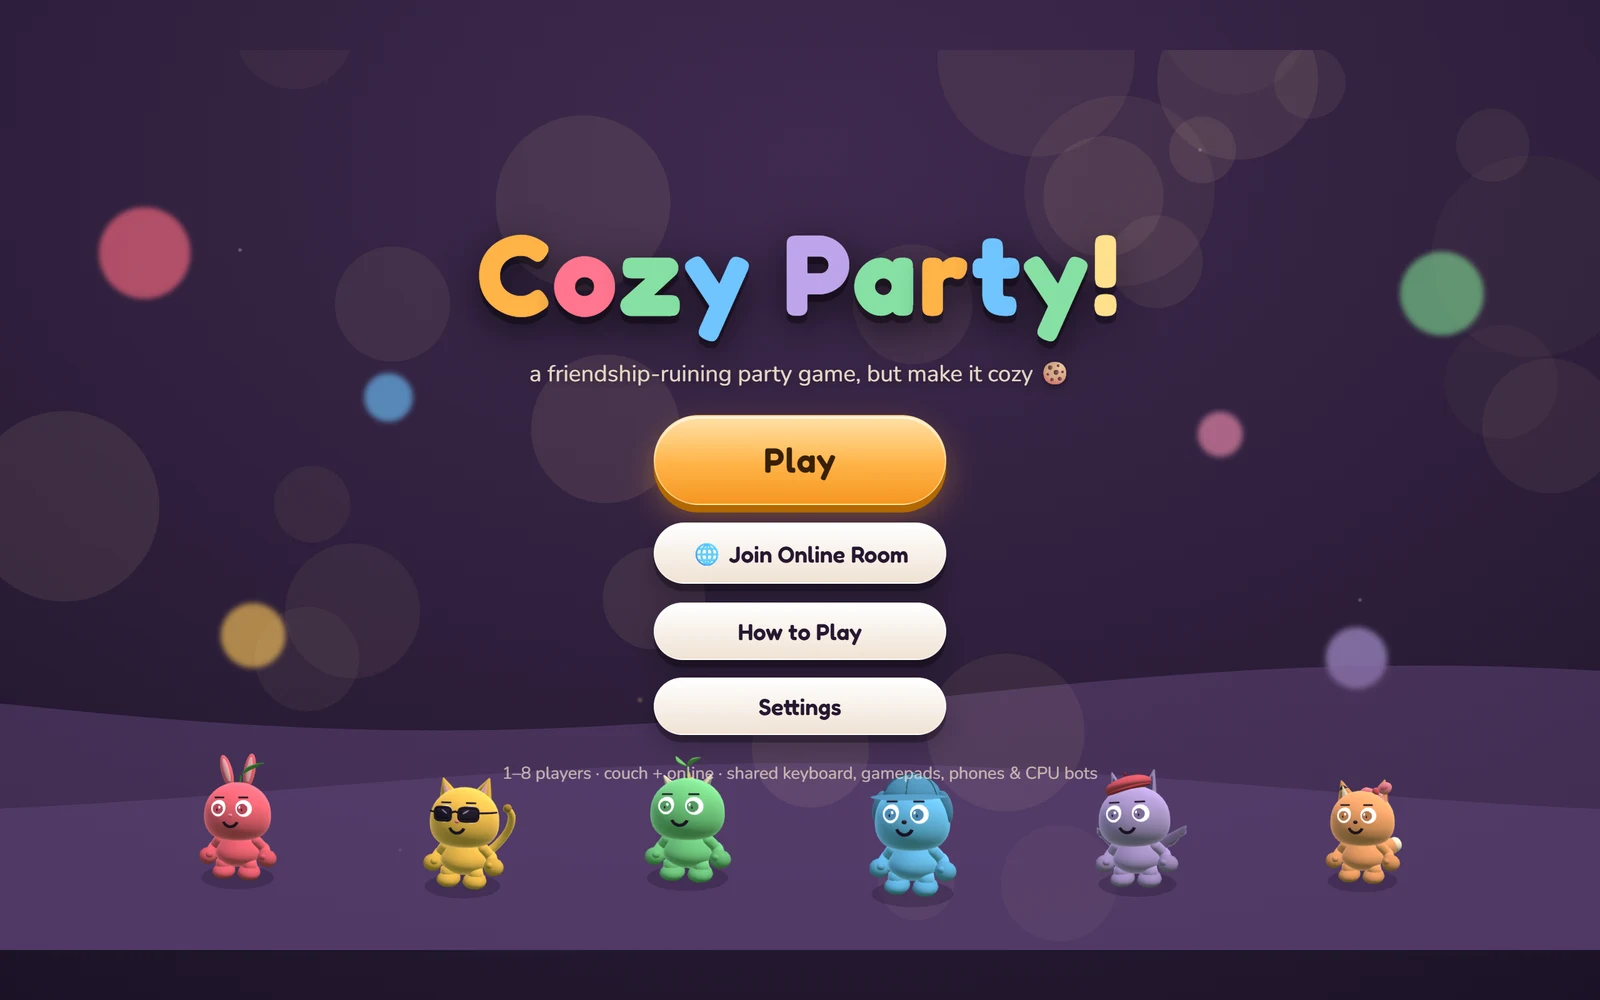 Cozy Party!
a friendship-ruining party game, but make it cozy 🍪
Play
🌐 Join Online Room
How to Play
Settings
1–8 players · couch + online · shared keyboard, gamepads, phones & CPU bots